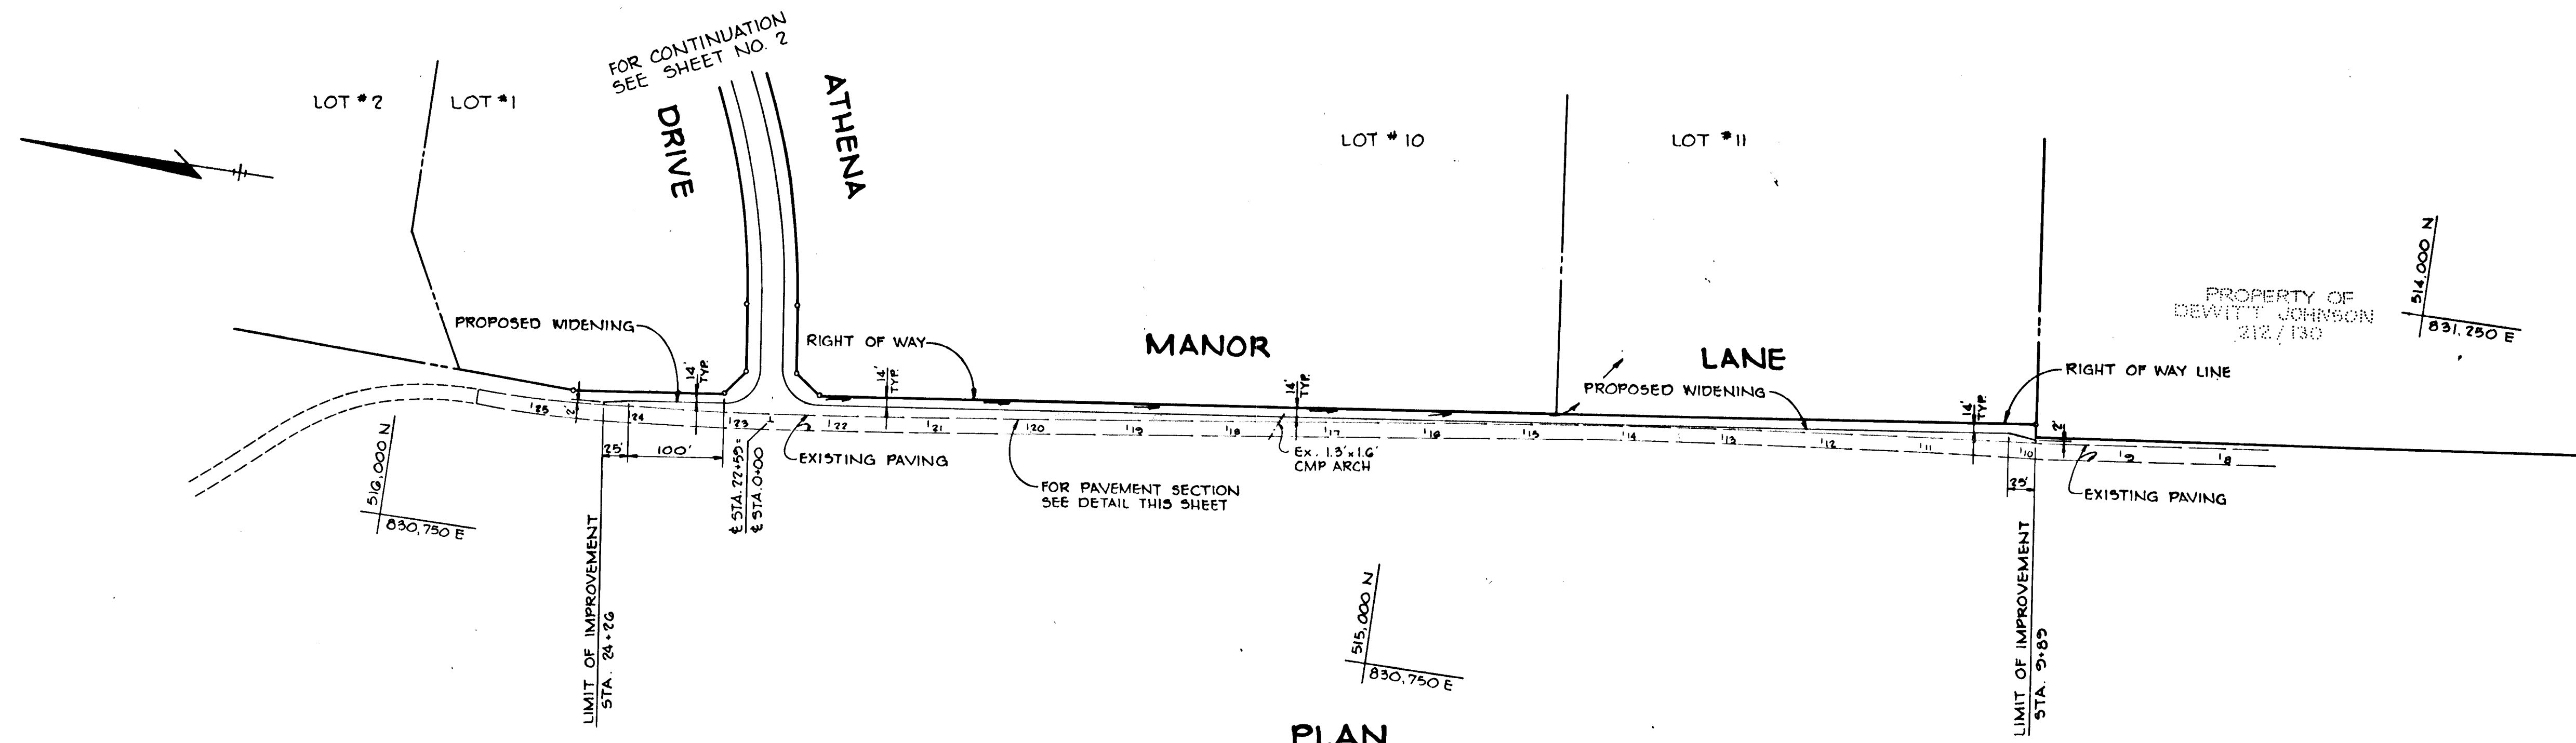 FOR CONTINUATION
SEE SHEET NO. 2
LOT #2
LOT #1
DRIVE
ATHENA
LOT # 10
LOT #11
514,000 N
831,250 E
PROPERTY OF
DEWITT JOHNSON
212/130
PROPOSED WIDENING
RIGHT OF WAY
MANOR
LANE
PROPOSED WIDENING
RIGHT OF WAY LINE
14'
TYP.
14'
TYP.
14'
TYP.
14'
TYP.
2'
2'
25
24
23
22
21
20
19
18
17
16
15
14
13
12
11
10
9
8
25'
100'
25'
EXISTING PAVING
Ex. 1.3'x1.6'
CMP ARCH
FOR PAVEMENT SECTION
SEE DETAIL THIS SHEET
EXISTING PAVING
516,000 N
830,750 E
LIMIT OF IMPROVEMENT
STA. 24+26
℄ STA. 0+00
515,000 N
830,750 E
LIMIT OF IMPROVEMENT
STA. 9+89
PLAN